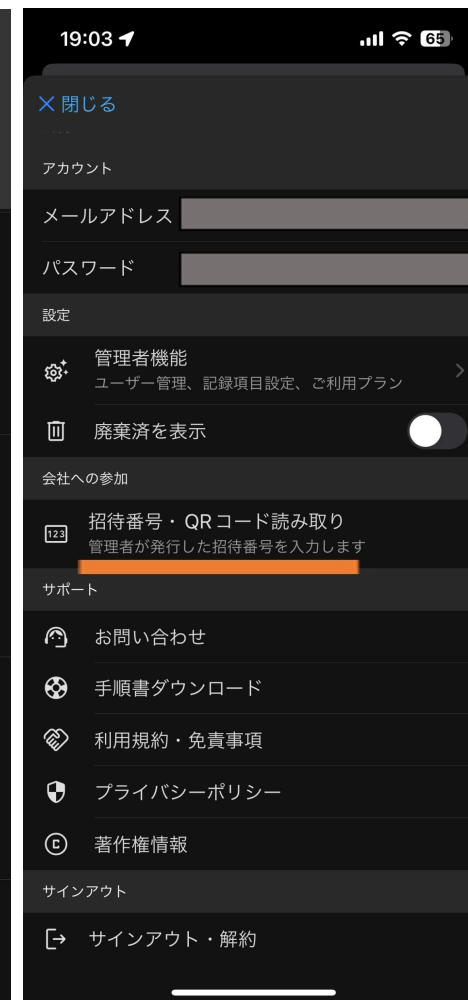 19:03
65
閉じる
アカウント
メールアドレス
パスワード
設定
管理者機能
ユーザー管理、記録項目設定、ご利用プラン
廃棄済を表示
会社への参加
123
招待番号・QRコード読み取り
管理者が発行した招待番号を入力します
サポート
お問い合わせ
手順書ダウンロード
利用規約・免責事項
プライバシーポリシー
著作権情報
サインアウト
サインアウト・解約